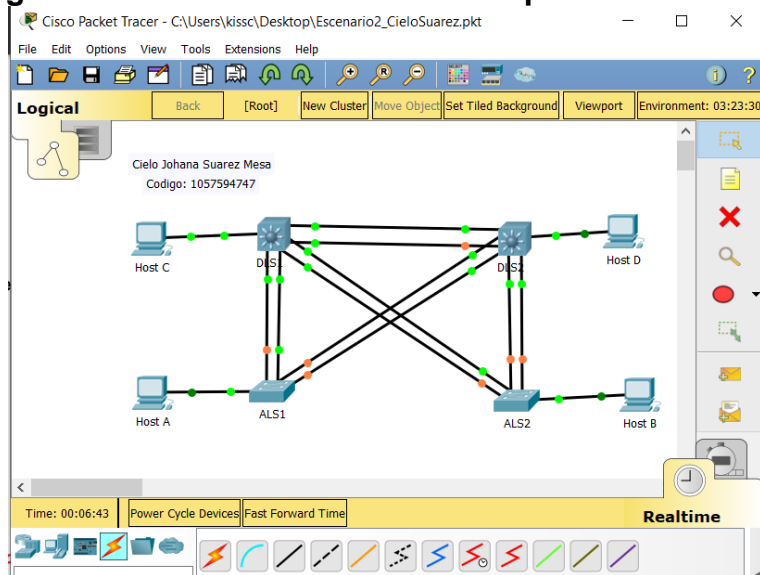 Cisco Packet Tracer - C:\Users\kissc\Desktop\Escenario2_CieloSuarez.pkt
File Edit Options View Tools Extensions Help
Logical Back [Root] New Cluster Move Object Set Tiled Background Viewport Environment: 03:23:30
Cielo Johana Suarez Mesa
Codigo: 1057594747
Host C DLS1 DLS2 Host D
Host A ALS1 ALS2 Host B
Time: 00:06:43 Power Cycle Devices Fast Forward Time Realtime